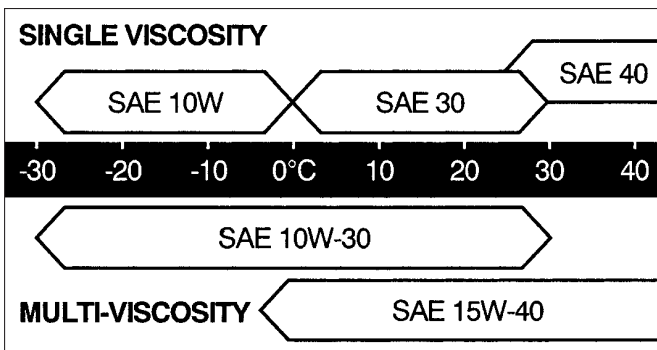 SINGLE VISCOSITY
SAE 40
SAE 10W SAE 30
-30 -20 -10 0°C 10 20 30 40
SAE 10W-30
MULTI-VISCOSITY SAE 15W-40